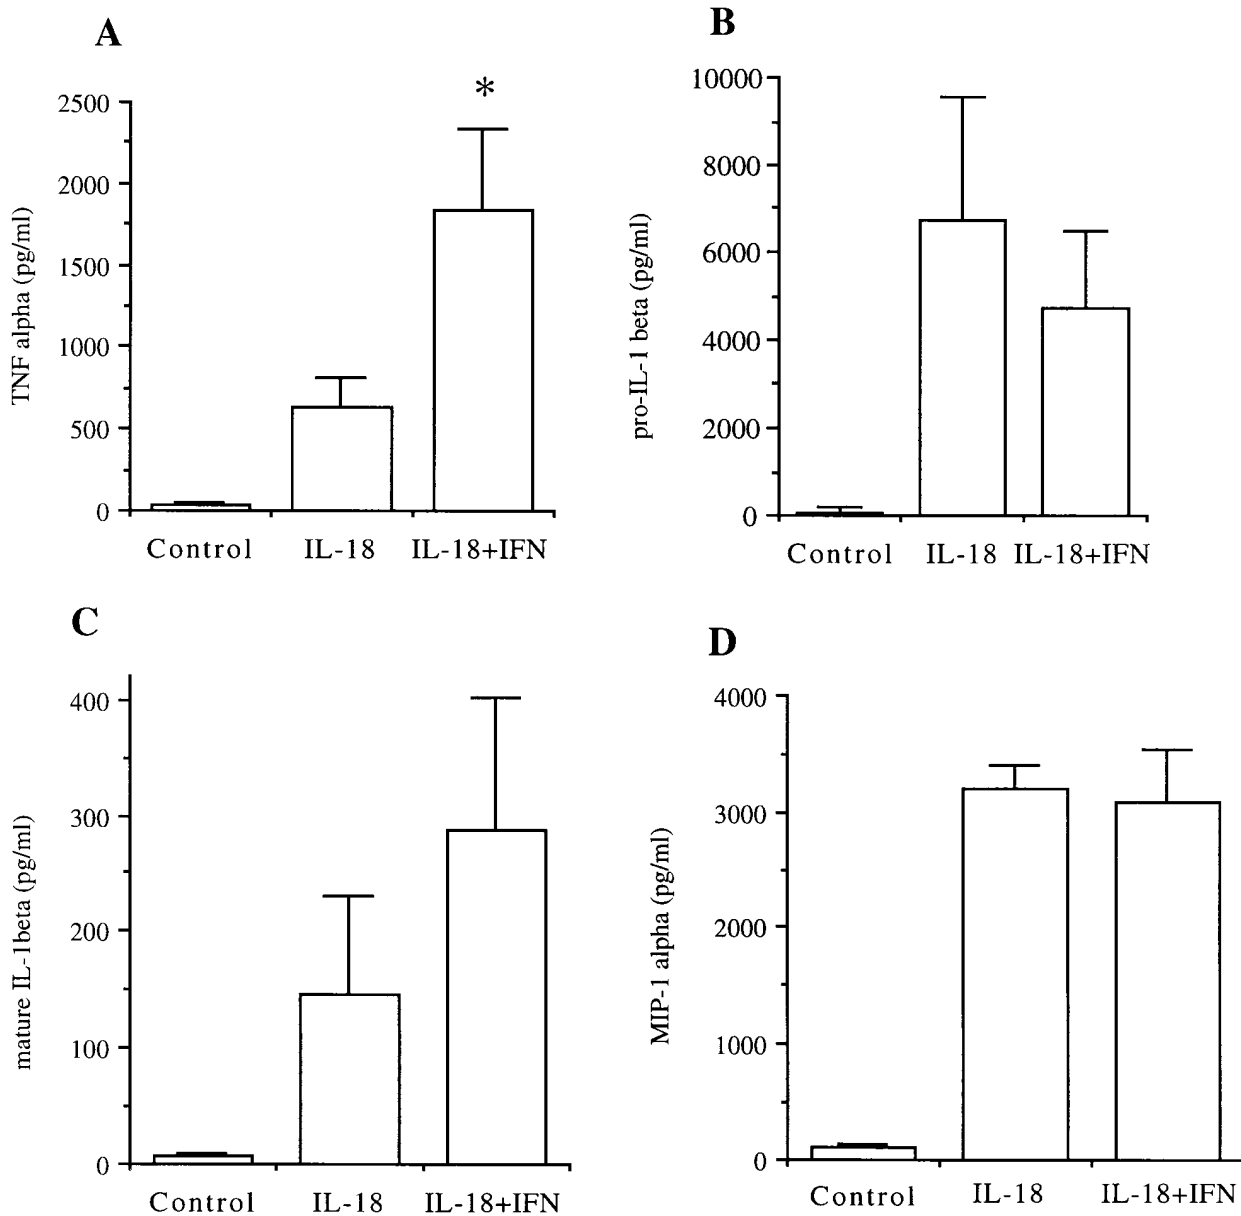 A
*
2500
2000
1500
1000
500
0
TNF alpha (pg/ml)
Control IL-18 IL-18+IFN
B
10000
8000
6000
4000
2000
0
pro-IL-1 beta (pg/ml)
Control IL-18 IL-18+IFN
C
400
300
200
100
0
mature IL-1beta (pg/ml)
Control IL-18 IL-18+IFN
D
4000
3000
2000
1000
0
MIP-1 alpha (pg/ml)
Control IL-18 IL-18+IFN